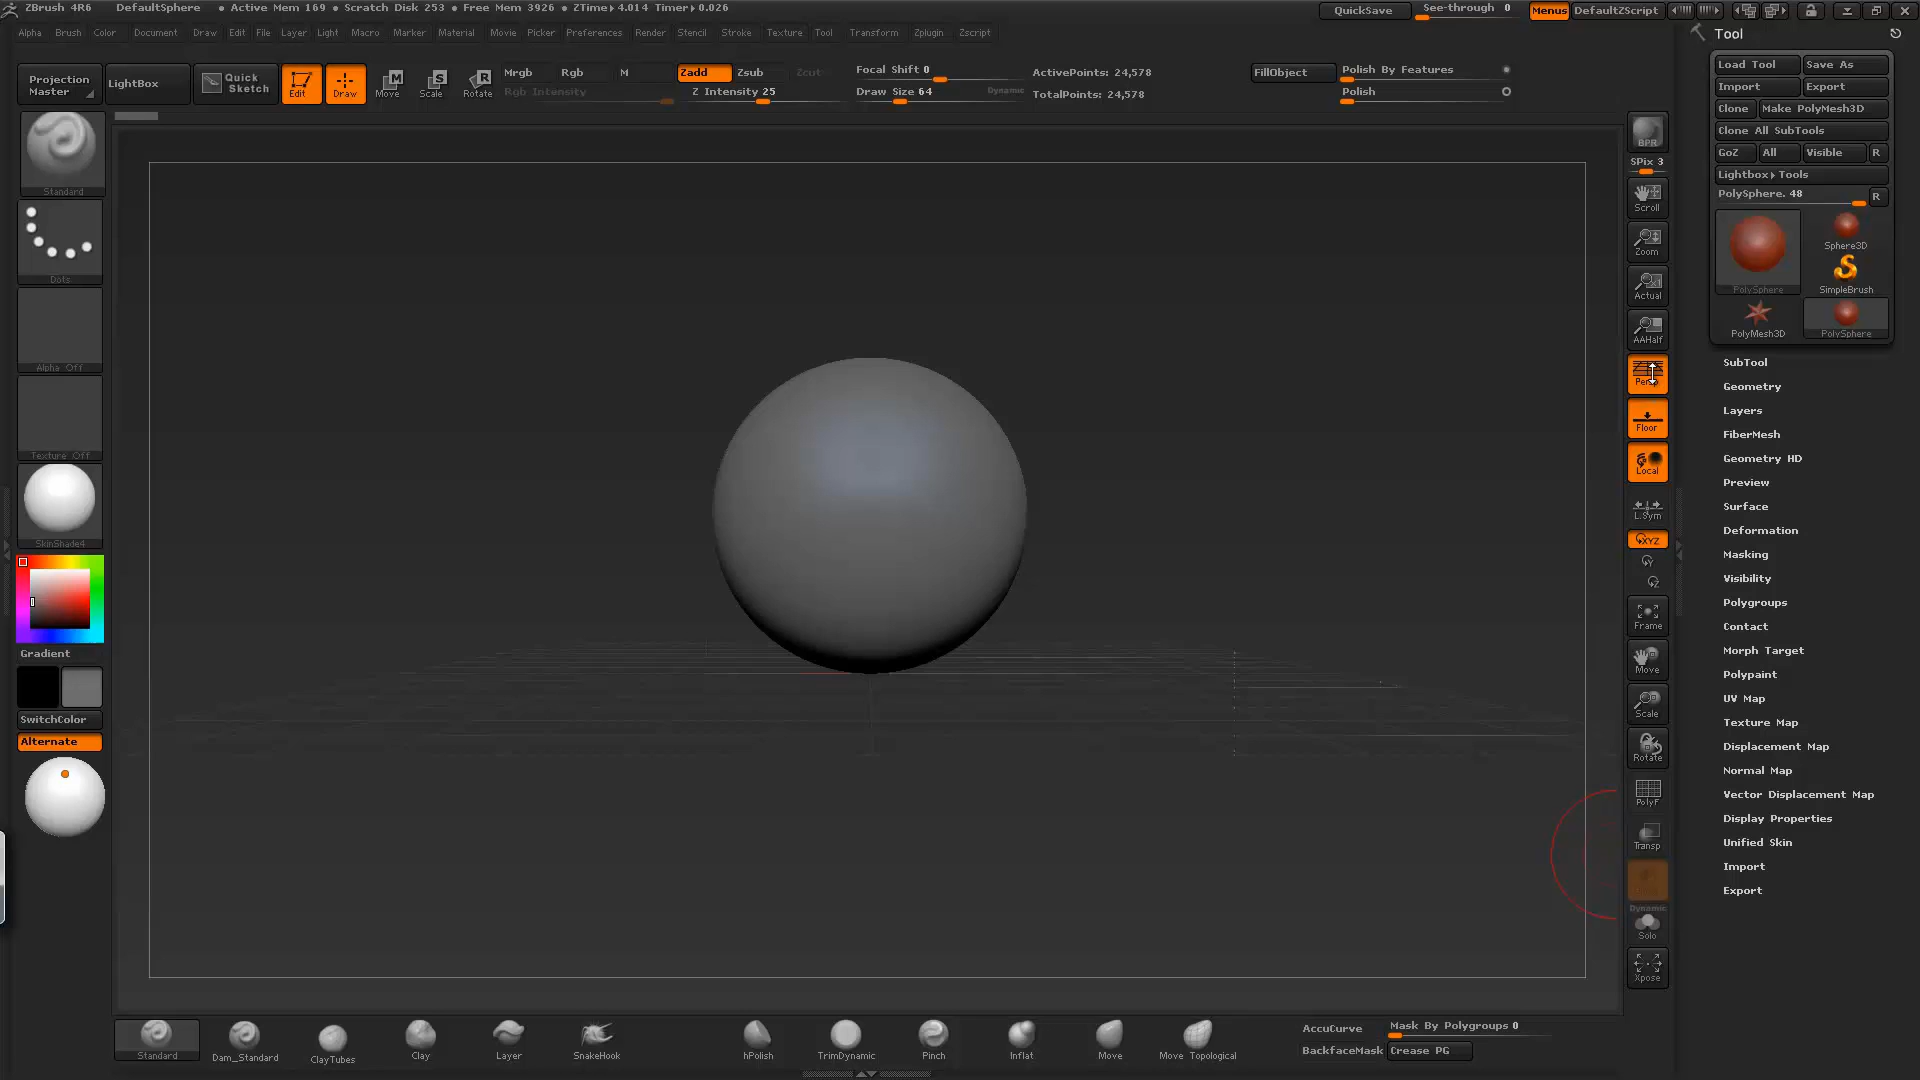 ZBrush 4R6 DefaultSphere • Active Mem 169 • Scratch Disk 253 • Free Mem 3926 • ZTime▸4.014 Timer▸0.026 QuickSave See-through 0 Menus DefaultZScript
Alpha Brush Color Document Draw Edit File Layer Light Macro Marker Material Movie Picker Preferences Render Stencil Stroke Texture Tool Transform Zplugin Zscript
Projection Master
LightBox
Quick Sketch
Edit
Draw
Move
Scale
Rotate
Mrgb Rgb M
Rgb Intensity
Zadd Zsub Zcut
Z Intensity 25
Focal Shift 0
Draw Size 64
Dynamic
ActivePoints: 24,578
TotalPoints: 24,578
FillObject
Polish By Features
Polish
Standard
Dots
Alpha Off
Texture Off
SkinShade4
Gradient
SwitchColor
Alternate
BPR
SPix 3
Scroll
Zoom
Actual
AAHalf
Persp
Floor
Local
L.Sym
XYZ
Y
Z
Frame
Move
Scale
Rotate
PolyF
Transp
Dynamic
Solo
Xpose
Tool
Load Tool Save As
Import Export
Clone Make PolyMesh3D
Clone All SubTools
GoZ All Visible R
Lightbox▸Tools
PolySphere. 48 R
PolySphere
Sphere3D
SimpleBrush
PolyMesh3D
PolySphere
SubTool
Geometry
Layers
FiberMesh
Geometry HD
Preview
Surface
Deformation
Masking
Visibility
Polygroups
Contact
Morph Target
Polypaint
UV Map
Texture Map
Displacement Map
Normal Map
Vector Displacement Map
Display Properties
Unified Skin
Import
Export
Standard Dam_Standard ClayTubes Clay Layer SnakeHook hPolish TrimDynamic Pinch Inflat Move Move Topological
AccuCurve Mask By Polygroups 0
BackfaceMask Crease PG